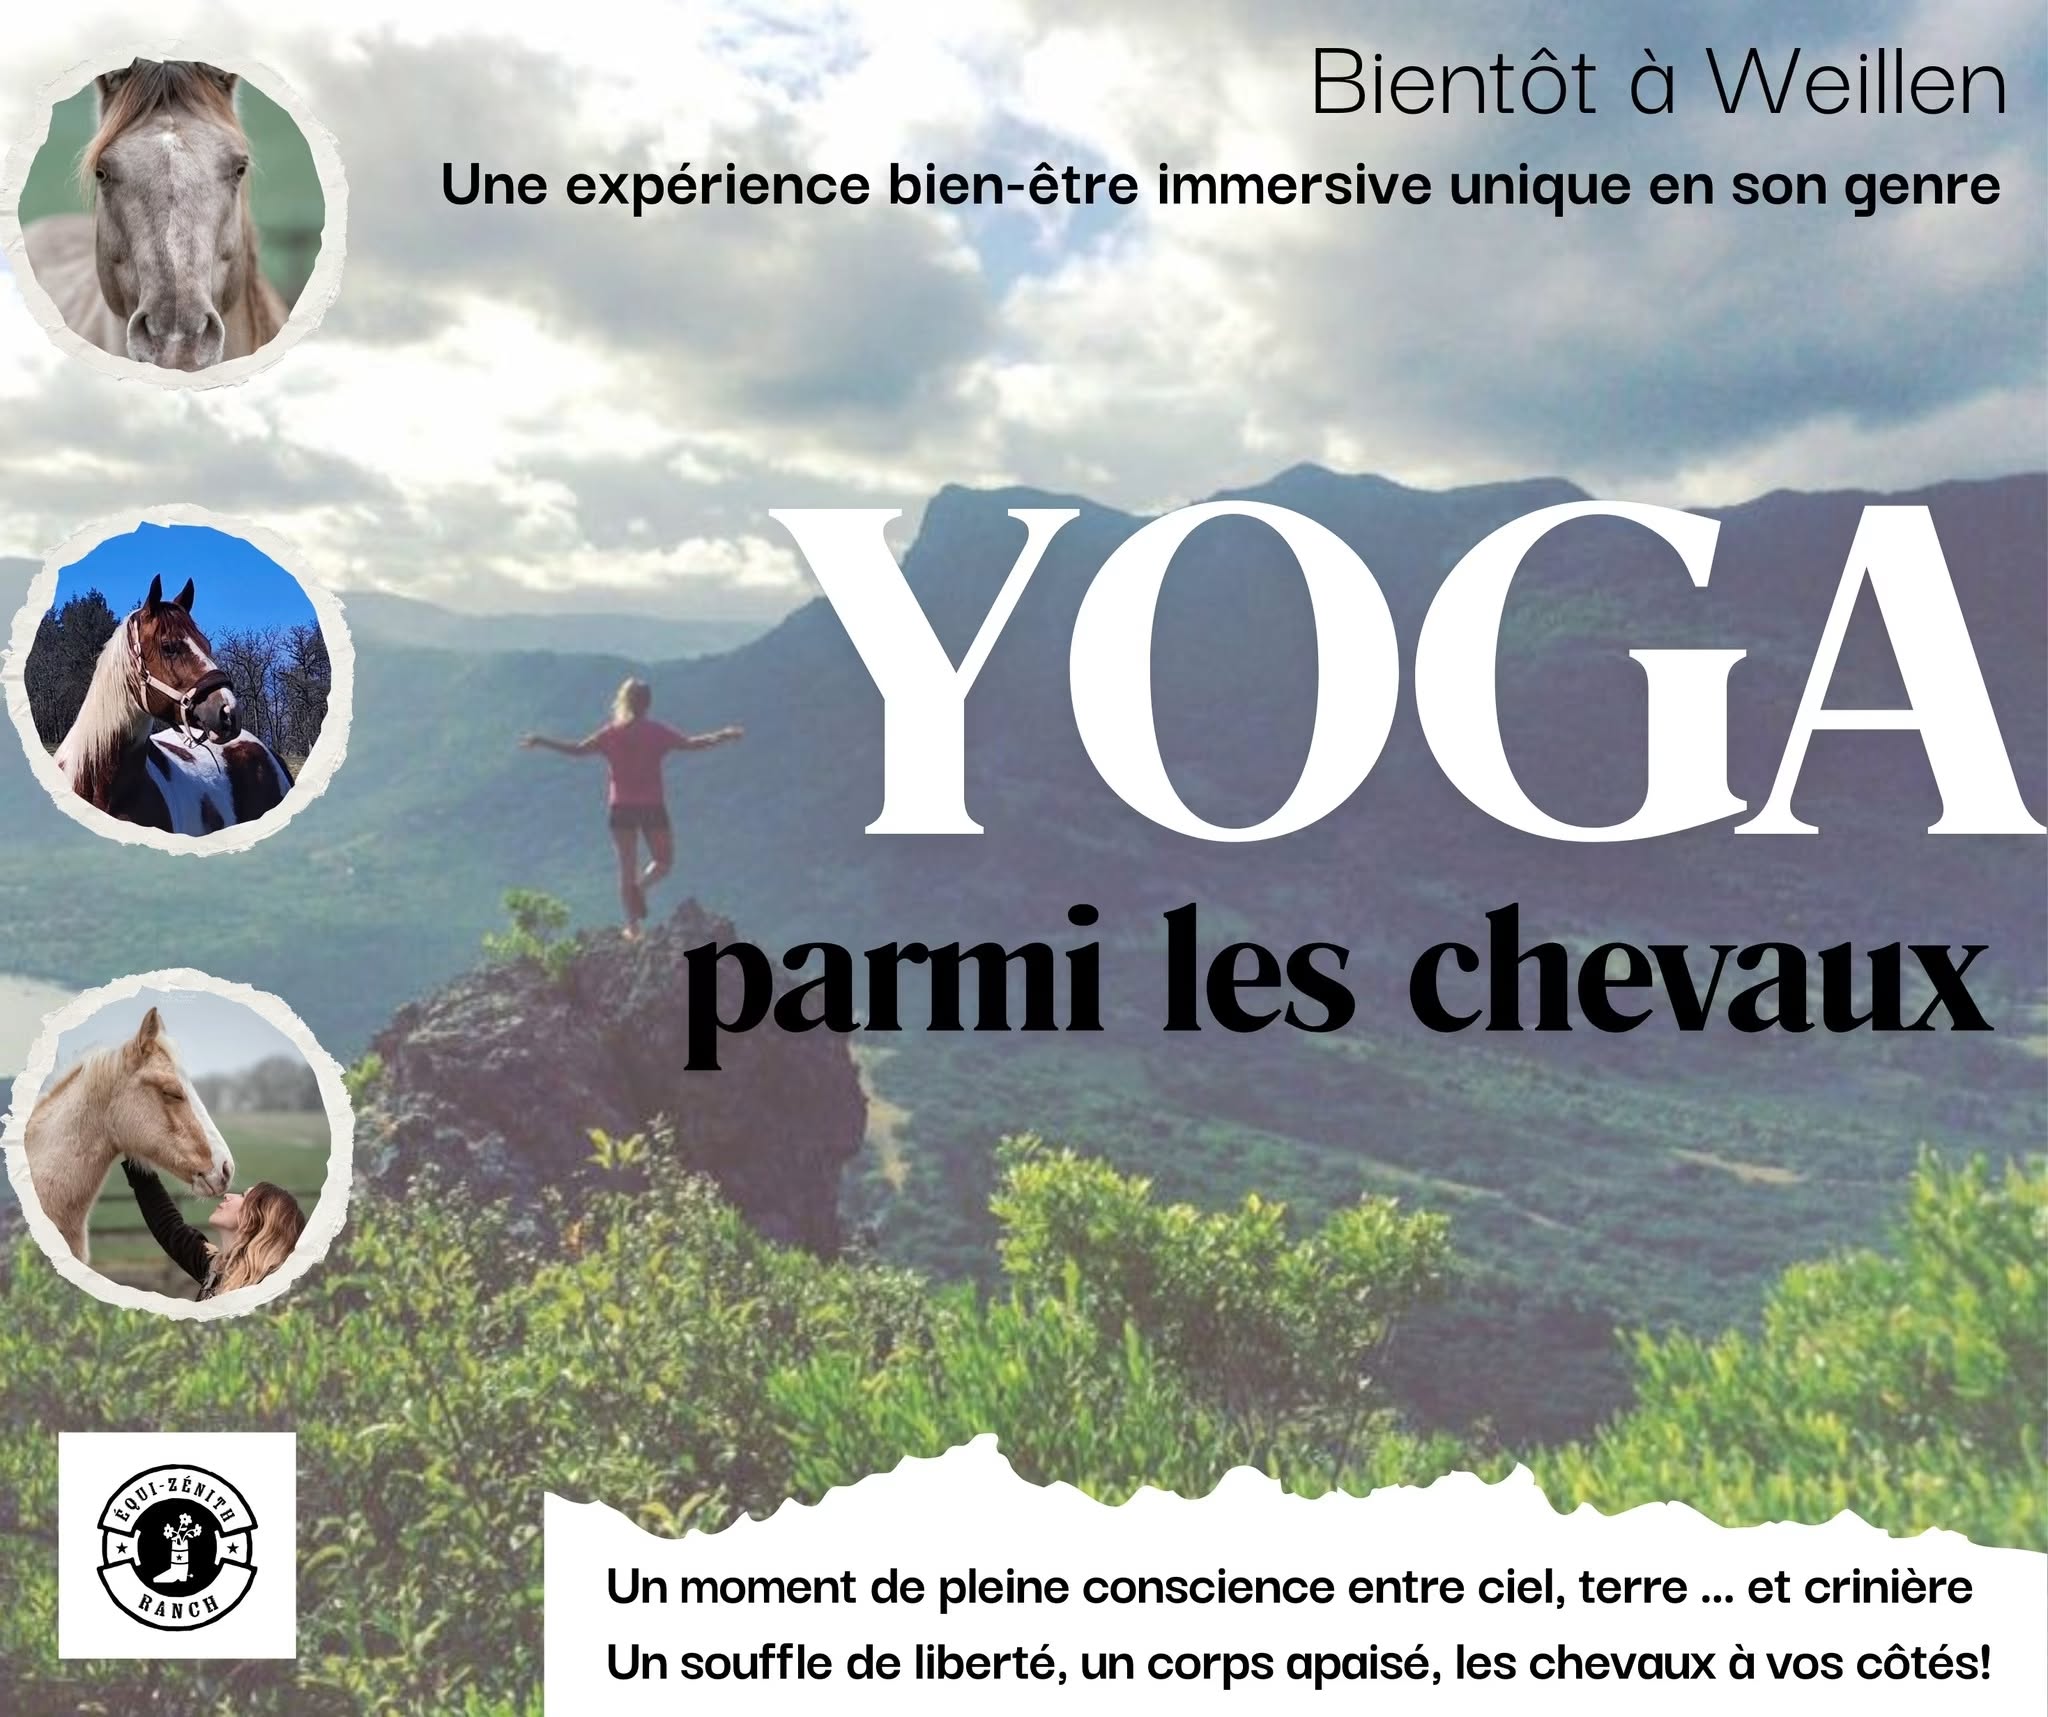 Bientôt à Weillen
Une expérience bien-être immersive unique en son genre
YOGA
parmi les chevaux
ÉQUI-ZÉNITH
RANCH
Un moment de pleine conscience entre ciel, terre ... et crinière
Un souffle de liberté, un corps apaisé, les chevaux à vos côtés!